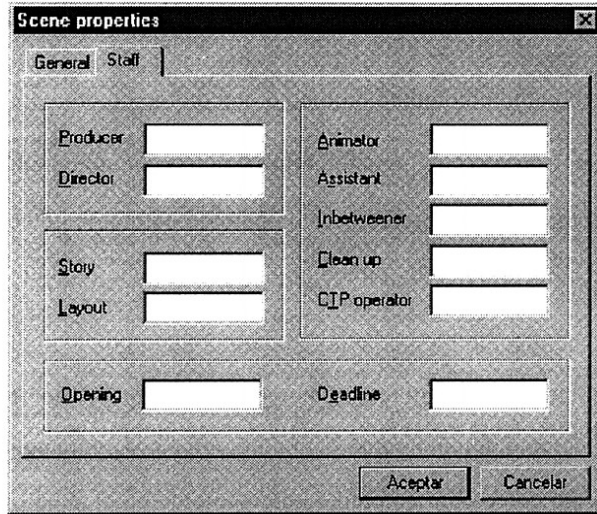 Scene properties
General Staff
Producer
Director
Story
Layout
Animator
Assistant
Inbetweener
Clean up
CTP operator
Opening
Deadline
Aceptar
Cancelar